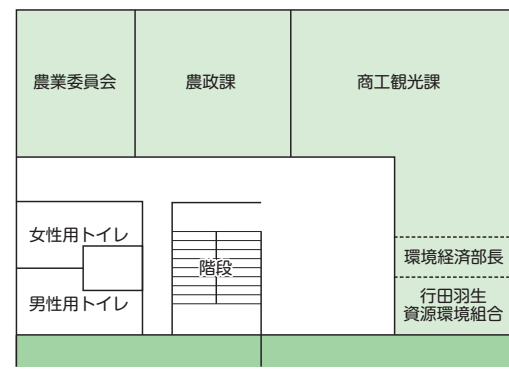 農業委員会
農政課
商工観光課
女性用トイレ
階段
環境経済部長
男性用トイレ
行田羽生
資源環境組合